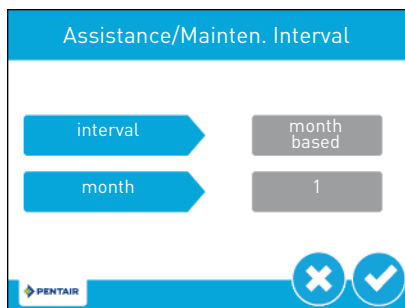 Assistance/Mainten. Interval
interval
month
based
month
1
PENTAIR